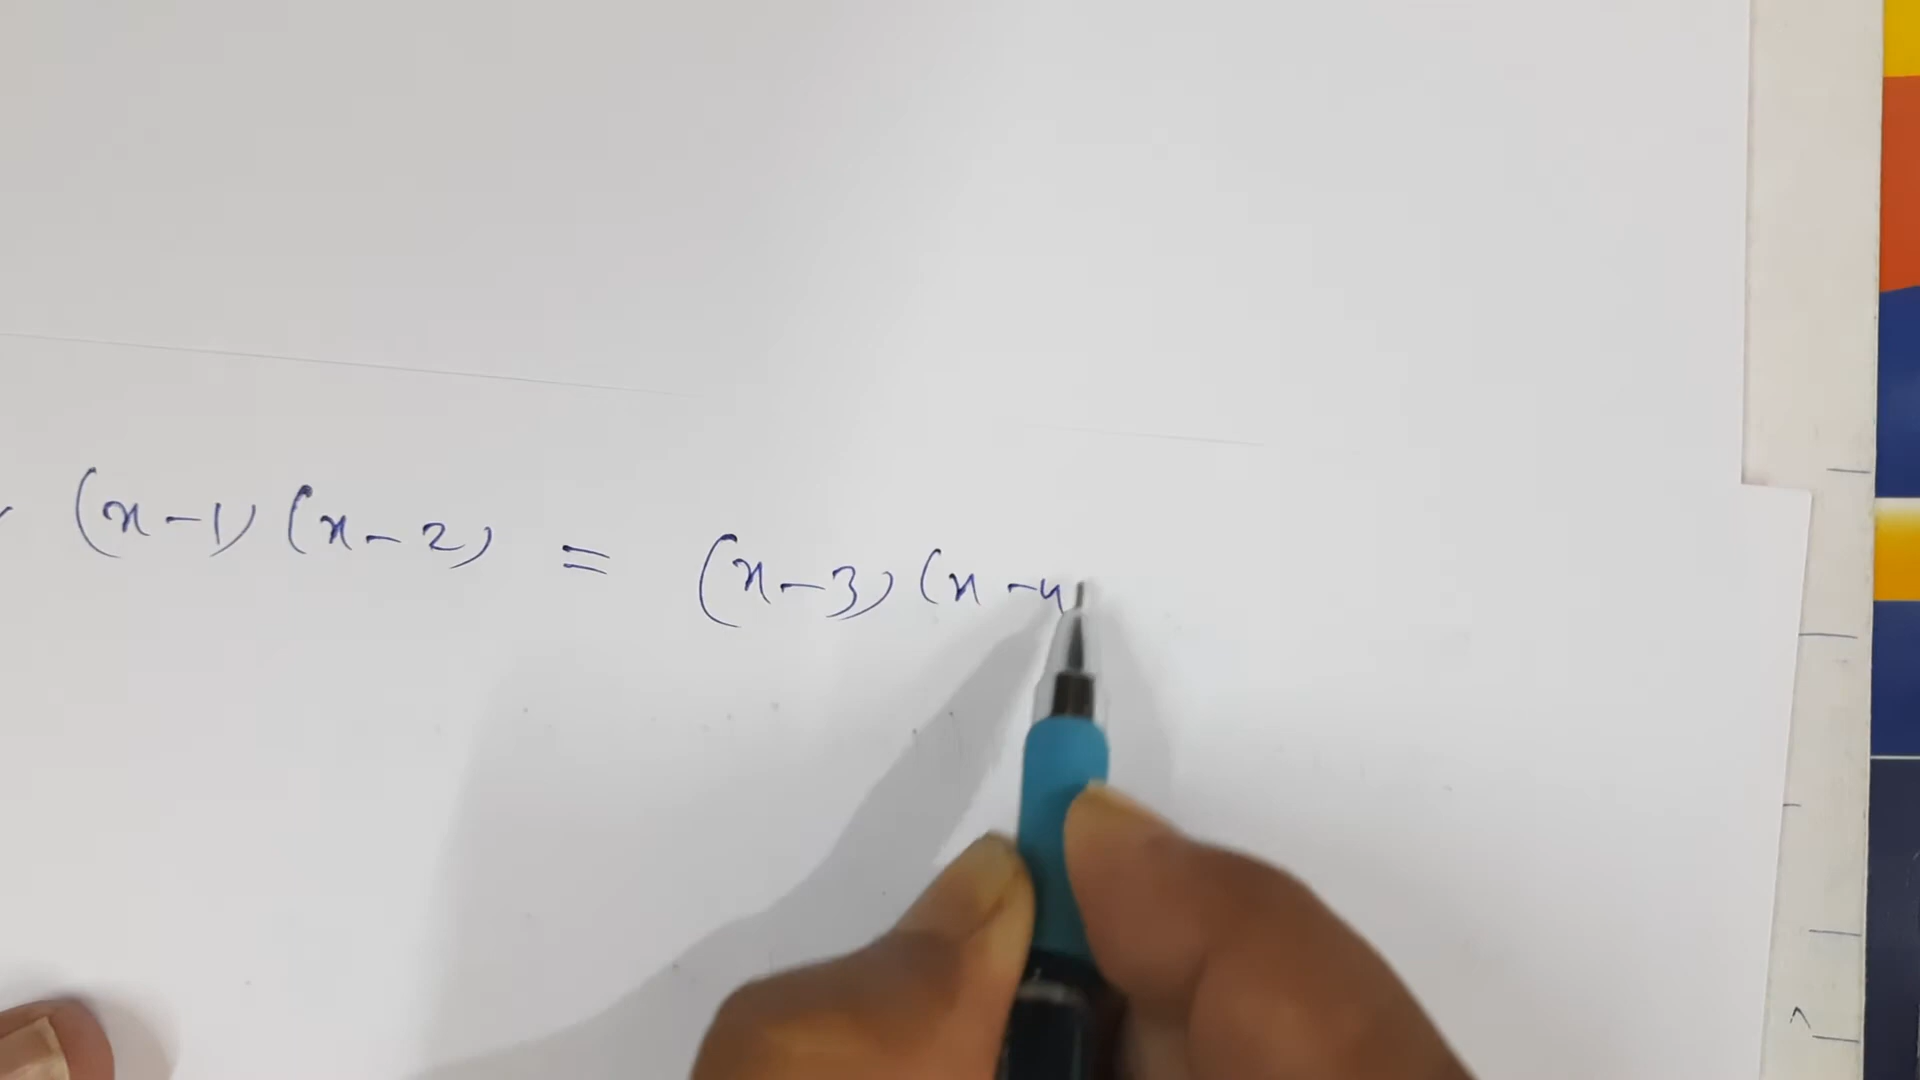 (x-1) (x-2) = (x-3) (x-4